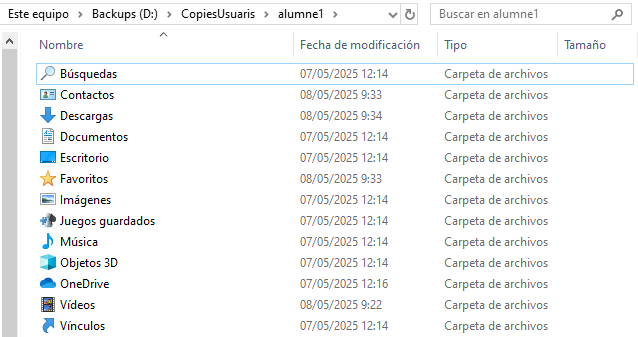 Este equipo > Backups (D:) > CopiesUsuaris > alumne1 > Buscar en alumne1
Nombre Fecha de modificación Tipo Tamaño
Búsquedas 07/05/2025 12:14 Carpeta de archivos
Contactos 08/05/2025 9:33 Carpeta de archivos
Descargas 08/05/2025 9:34 Carpeta de archivos
Documentos 07/05/2025 12:14 Carpeta de archivos
Escritorio 07/05/2025 12:14 Carpeta de archivos
Favoritos 08/05/2025 9:33 Carpeta de archivos
Imágenes 07/05/2025 12:14 Carpeta de archivos
Juegos guardados 07/05/2025 12:14 Carpeta de archivos
Música 07/05/2025 12:14 Carpeta de archivos
Objetos 3D 07/05/2025 12:14 Carpeta de archivos
OneDrive 07/05/2025 12:16 Carpeta de archivos
Vídeos 08/05/2025 9:22 Carpeta de archivos
Vínculos 07/05/2025 12:14 Carpeta de archivos